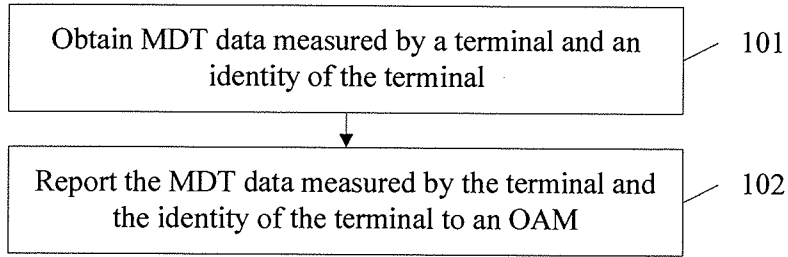 Obtain MDT data measured by a terminal and an
identity of the terminal
101
Report the MDT data measured by the terminal and
the identity of the terminal to an OAM
102